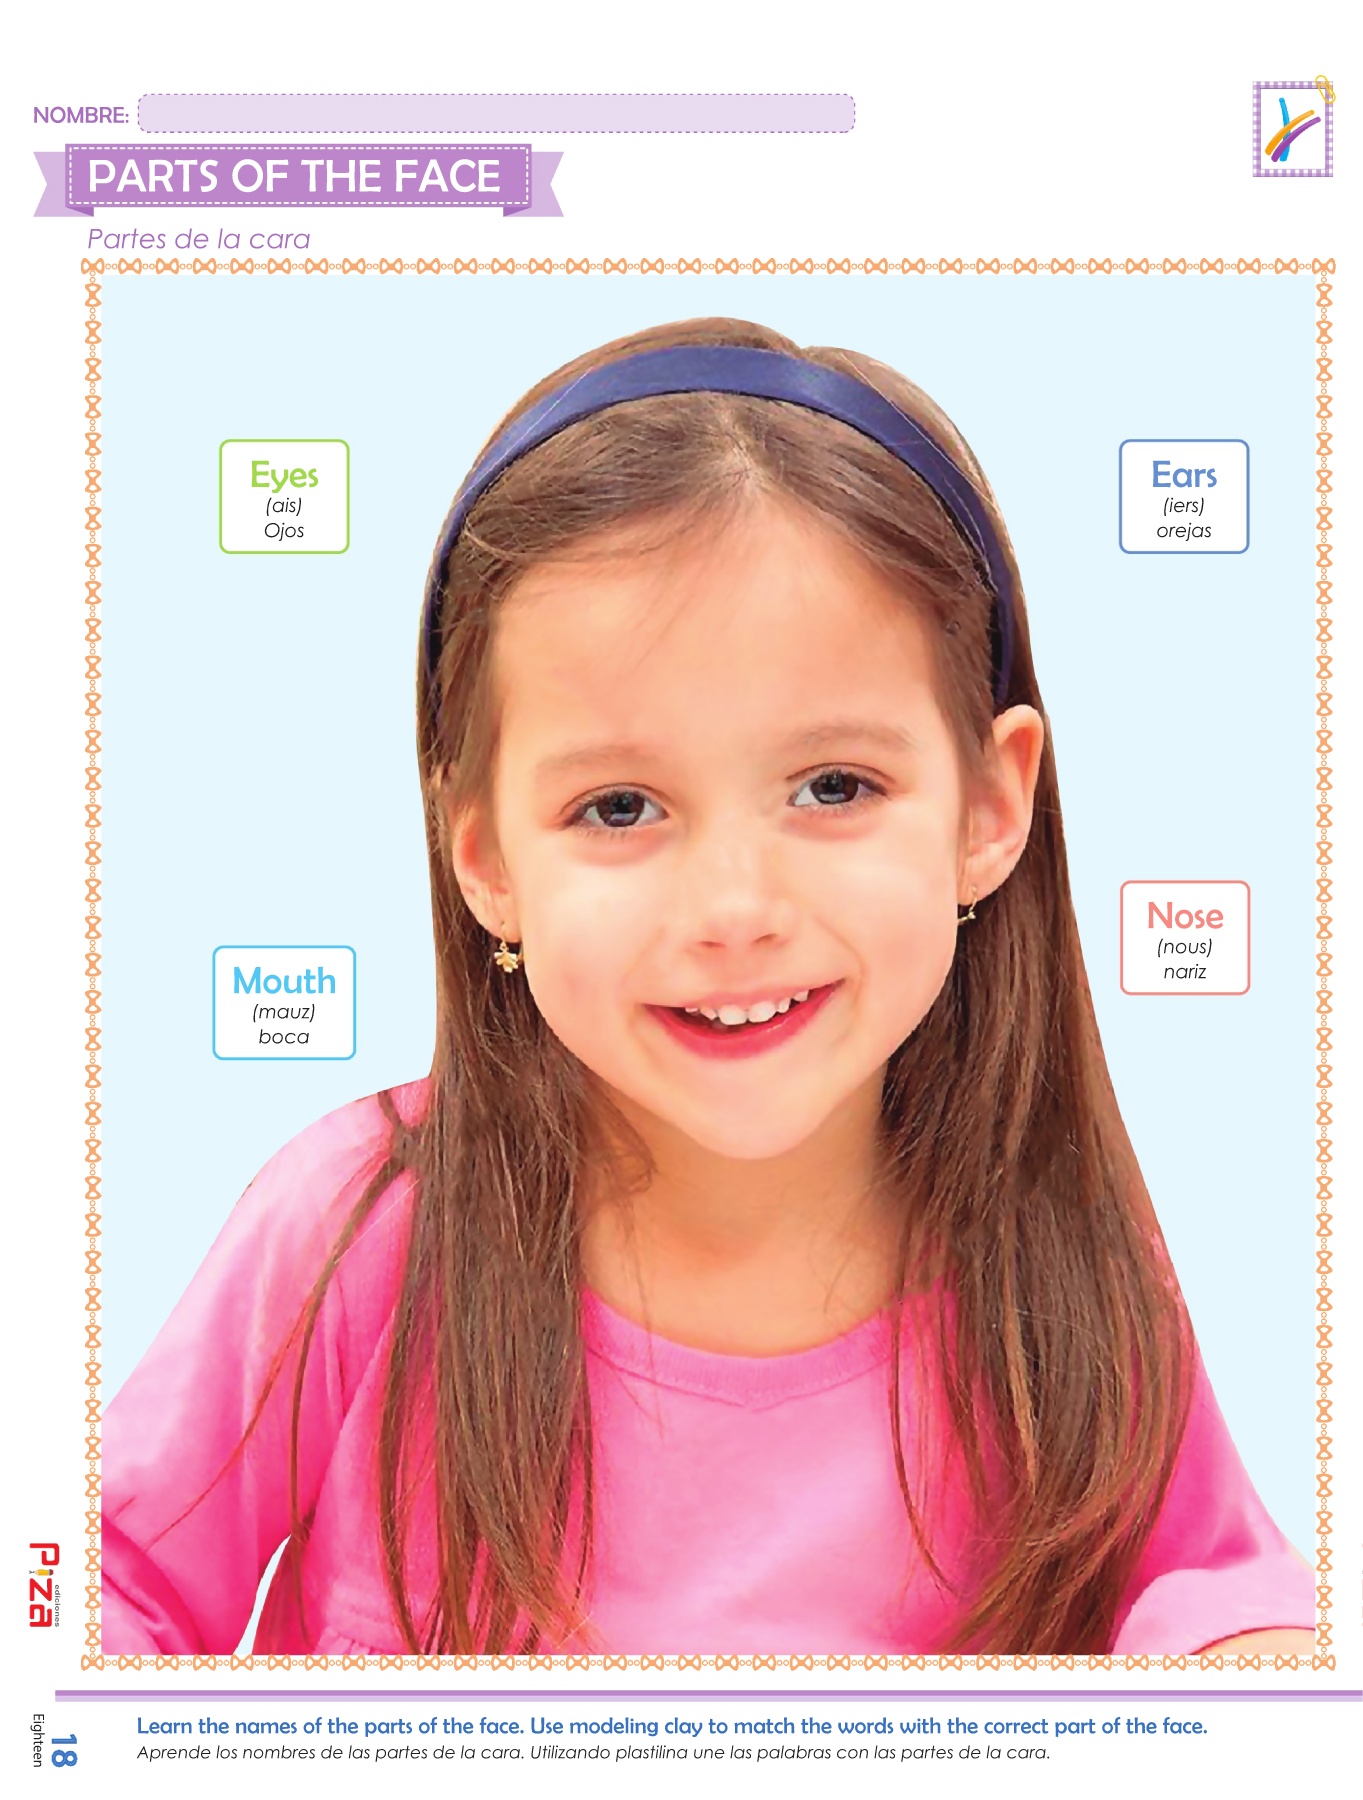 NOMBRE:
PARTS OF THE FACE
Partes de la cara
Eyes
(ais)
Ojos
Ears
(iers)
orejas
Mouth
(mauz)
boca
Nose
(nous)
nariz
Piza
ediciones
18
Eighteen
Learn the names of the parts of the face. Use modeling clay to match the words with the correct part of the face.
Aprende los nombres de las partes de la cara. Utilizando plastilina une las palabras con las partes de la cara.